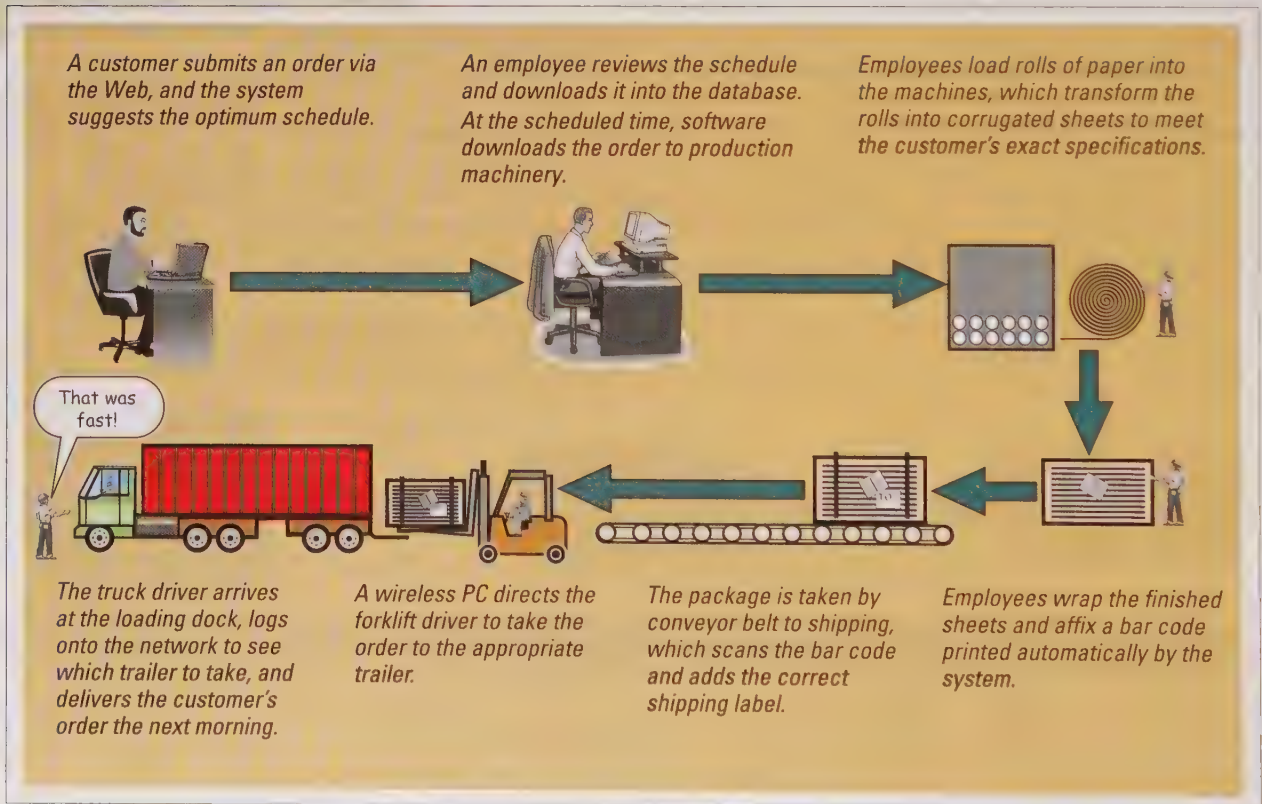 A customer submits an order via
the Web, and the system
suggests the optimum schedule.
An employee reviews the schedule
and downloads it into the database.
At the scheduled time, software
downloads the order to production
machinery.
Employees load rolls of paper into
the machines, which transform the
rolls into corrugated sheets to meet
the customer's exact specifications.
That was
fast!
The truck driver arrives
at the loading dock, logs
onto the network to see
which trailer to take, and
delivers the customer's
order the next morning.
A wireless PC directs the
forklift driver to take the
order to the appropriate
trailer.
The package is taken by
conveyor belt to shipping,
which scans the bar code
and adds the correct
shipping label.
Employees wrap the finished
sheets and affix a bar code
printed automatically by the
system.